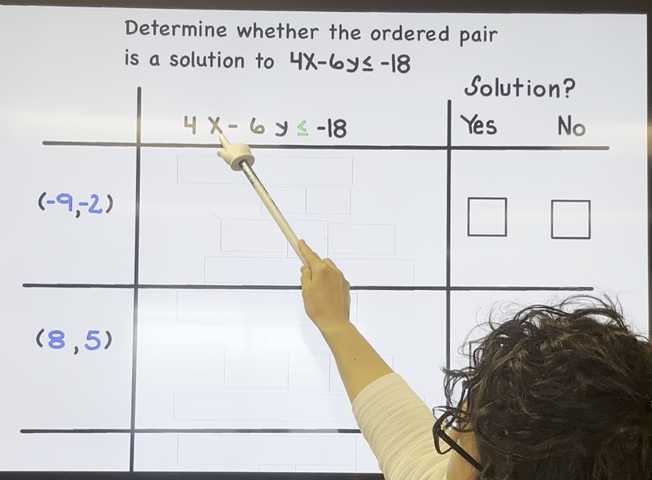 Determine whether the ordered pair
is a solution to 4X-6y≤ -18
Solution?
4 X - 6 y ≤ -18
Yes No
(-9,-2)
(8,5)